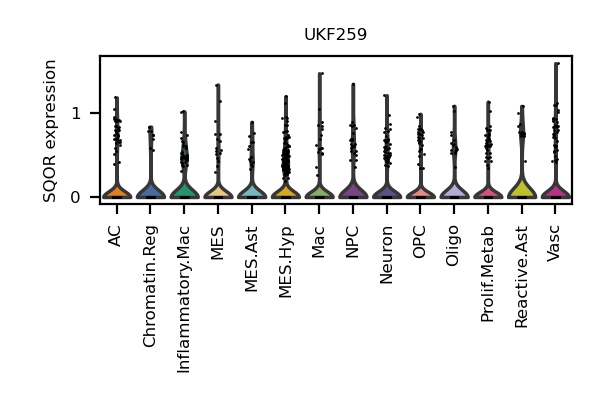 UKF259
SQOR expression
1
0
AC
Chromatin.Reg
Inflammatory.Mac
MES
MES.Ast
MES.Hyp
Mac
NPC
Neuron
OPC
Oligo
Prolif.Metab
Reactive.Ast
Vasc